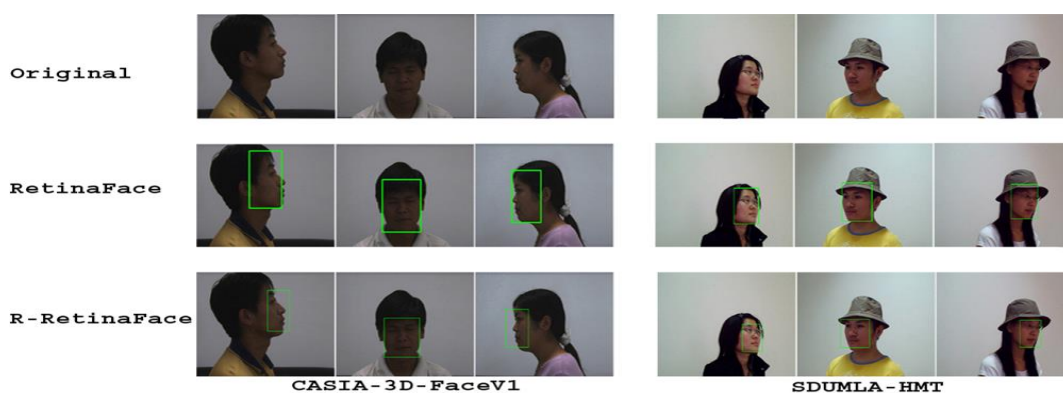 Original
RetinaFace
R-RetinaFace
CASIA-3D-FaceV1
SDUMLA-HMT